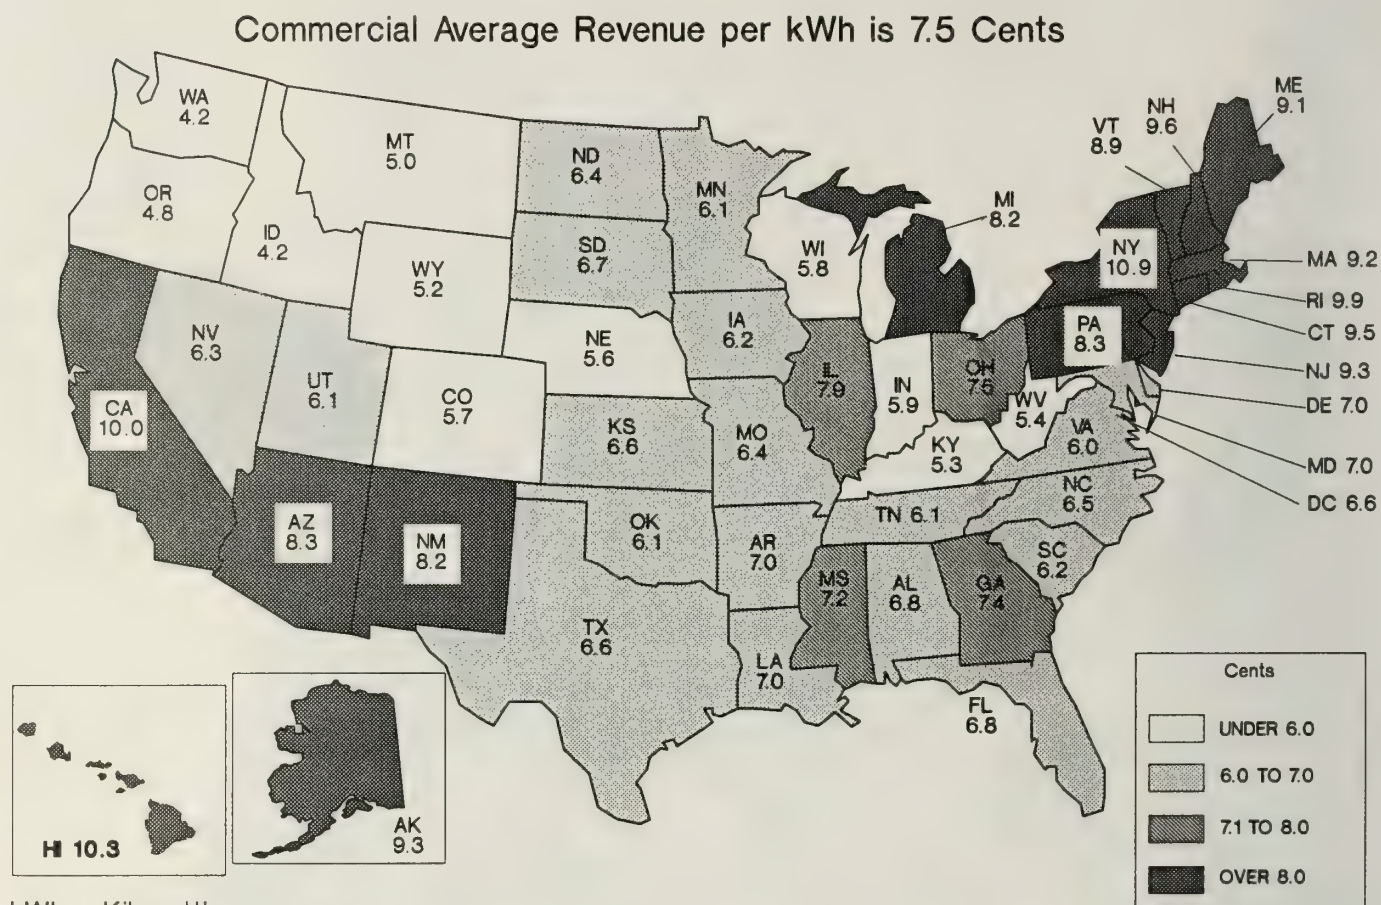 Commercial Average Revenue per kWh is 7.5 Cents
WA
4.2
MT
5.0
ND
6.4
MN
6.1
OR
4.8
ID
4.2
WY
5.2
SD
6.7
WI
5.8
MI
8.2
VT
8.9
NH
9.6
ME
9.1
NY
10.9
MA 9.2
RI 9.9
CT 9.5
NJ 9.3
DE 7.0
MD 7.0
DC 6.6
PA
8.3
NV
6.3
UT
6.1
CO
5.7
NE
5.6
IA
6.2
IL
7.9
IN
5.9
OH
7.5
WV
5.4
VA
6.0
KY
5.3
CA
10.0
KS
6.6
MO
6.4
AZ
8.3
NM
8.2
OK
6.1
AR
7.0
TN 6.1
NC
6.5
SC
6.2
MS
7.2
AL
6.8
GA
7.4
TX
6.6
LA
7.0
FL
6.8
HI 10.3
AK
9.3
Cents
UNDER 6.0
6.0 TO 7.0
7.1 TO 8.0
OVER 8.0